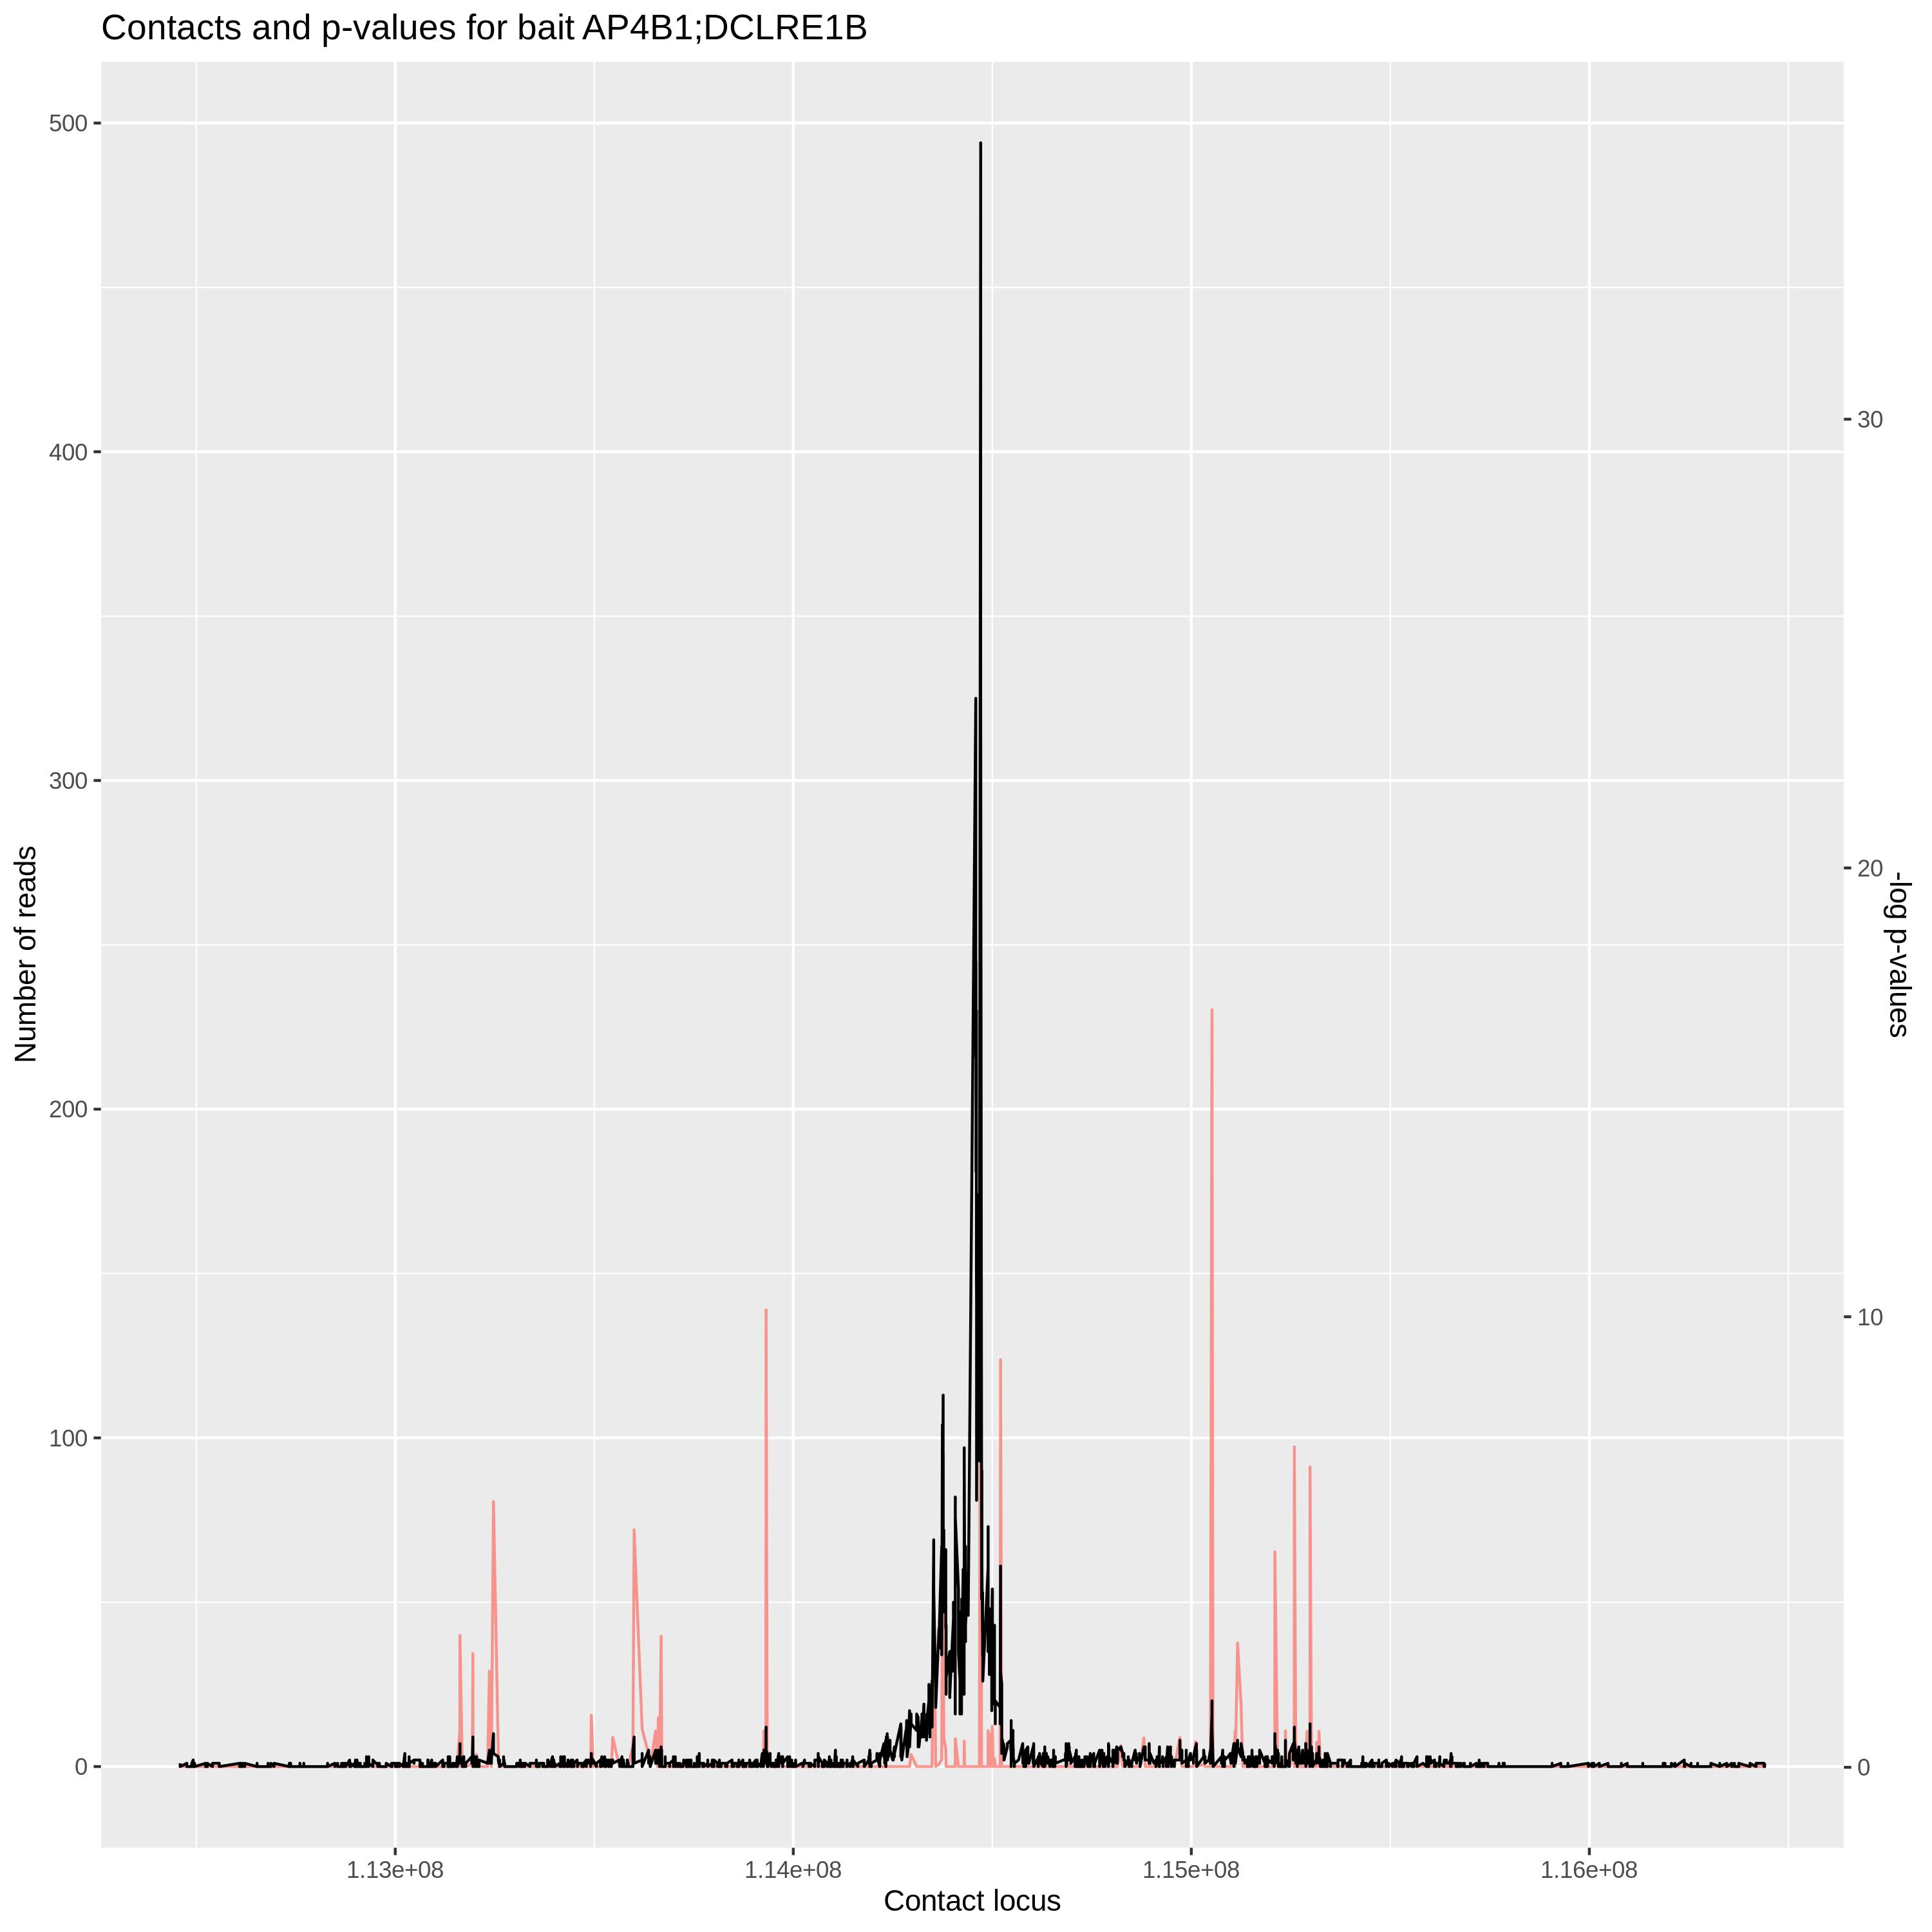 Contacts and p-values for bait AP4B1;DCLRE1B
500
400
300
200
100
0
Number of reads
30
20
10
0
-log p-values
1.13e+08
1.14e+08
1.15e+08
1.16e+08
Contact locus